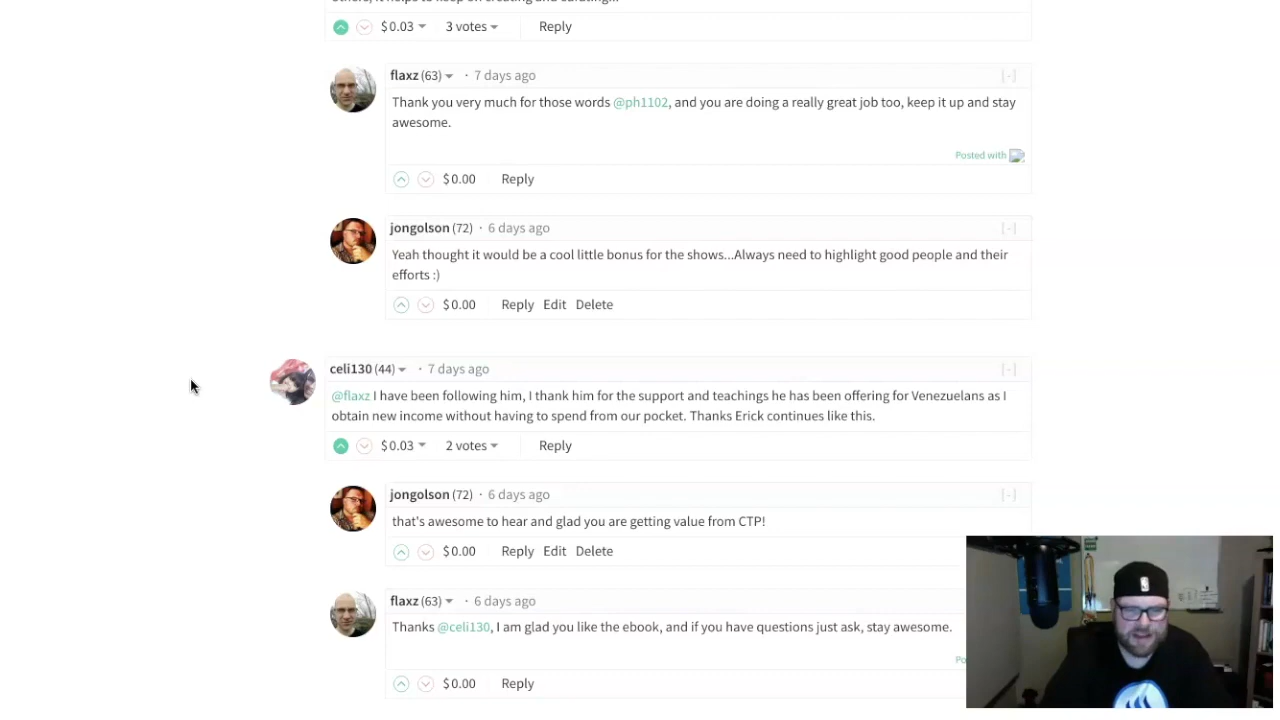 $0.03 3 votes Reply
flaxz (63) · 7 days ago [-]
Thank you very much for those words @ph1102, and you are doing a really great job too, keep it up and stay
awesome.
Posted with
$0.00 Reply
jongolson (72) · 6 days ago [-]
Yeah thought it would be a cool little bonus for the shows...Always need to highlight good people and their
efforts :)
$0.00 Reply Edit Delete
celi130 (44) · 7 days ago [-]
@flaxz I have been following him, I thank him for the support and teachings he has been offering for Venezuelans as I
obtain new income without having to spend from our pocket. Thanks Erick continues like this.
$0.03 2 votes Reply
jongolson (72) · 6 days ago [-]
that's awesome to hear and glad you are getting value from CTP!
$0.00 Reply Edit Delete
flaxz (63) · 6 days ago
Thanks @celi130, I am glad you like the ebook, and if you have questions just ask, stay awesome.
Po
$0.00 Reply